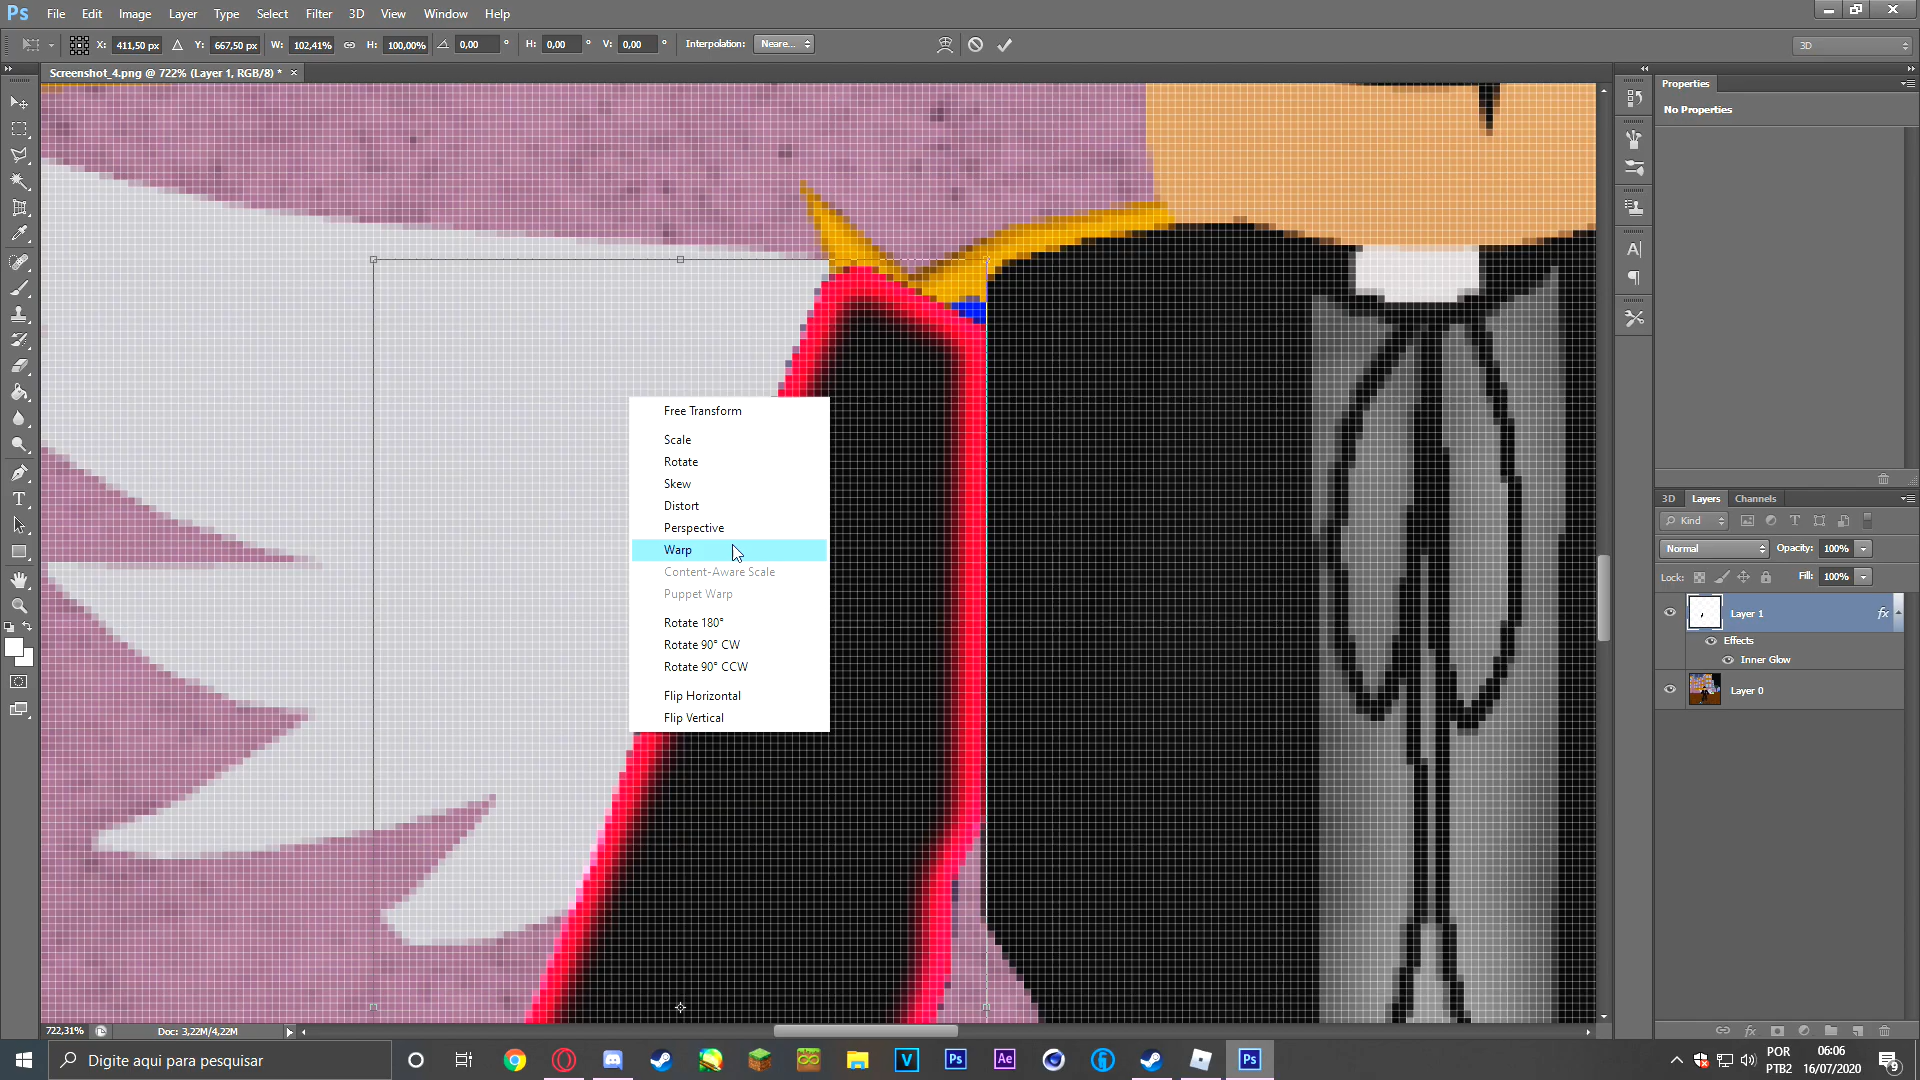 Ps File Edit Image Layer Type Select Filter 3D View Window Help
X: 411,50 px Y: 667,50 px W: 102,41% H: 100,00% 0,00 ° H: 0,00 ° V: 0,00 ° Interpolation: Neare... 3D
Screenshot_4.png @ 722% (Layer 1, RGB/8) * ×
Properties
No Properties
Free Transform
Scale
Rotate
Skew
Distort
Perspective
Warp
Content-Aware Scale
Puppet Warp
Rotate 180°
Rotate 90° CW
Rotate 90° CCW
Flip Horizontal
Flip Vertical
3D Layers Channels
Kind
Normal Opacity: 100%
Lock: Fill: 100%
Layer 1 fx
Effects
Inner Glow
Layer 0
722,31% Doc: 3,22M/4,22M
Digite aqui para pesquisar
POR
PTB2
06:06
16/07/2020
9